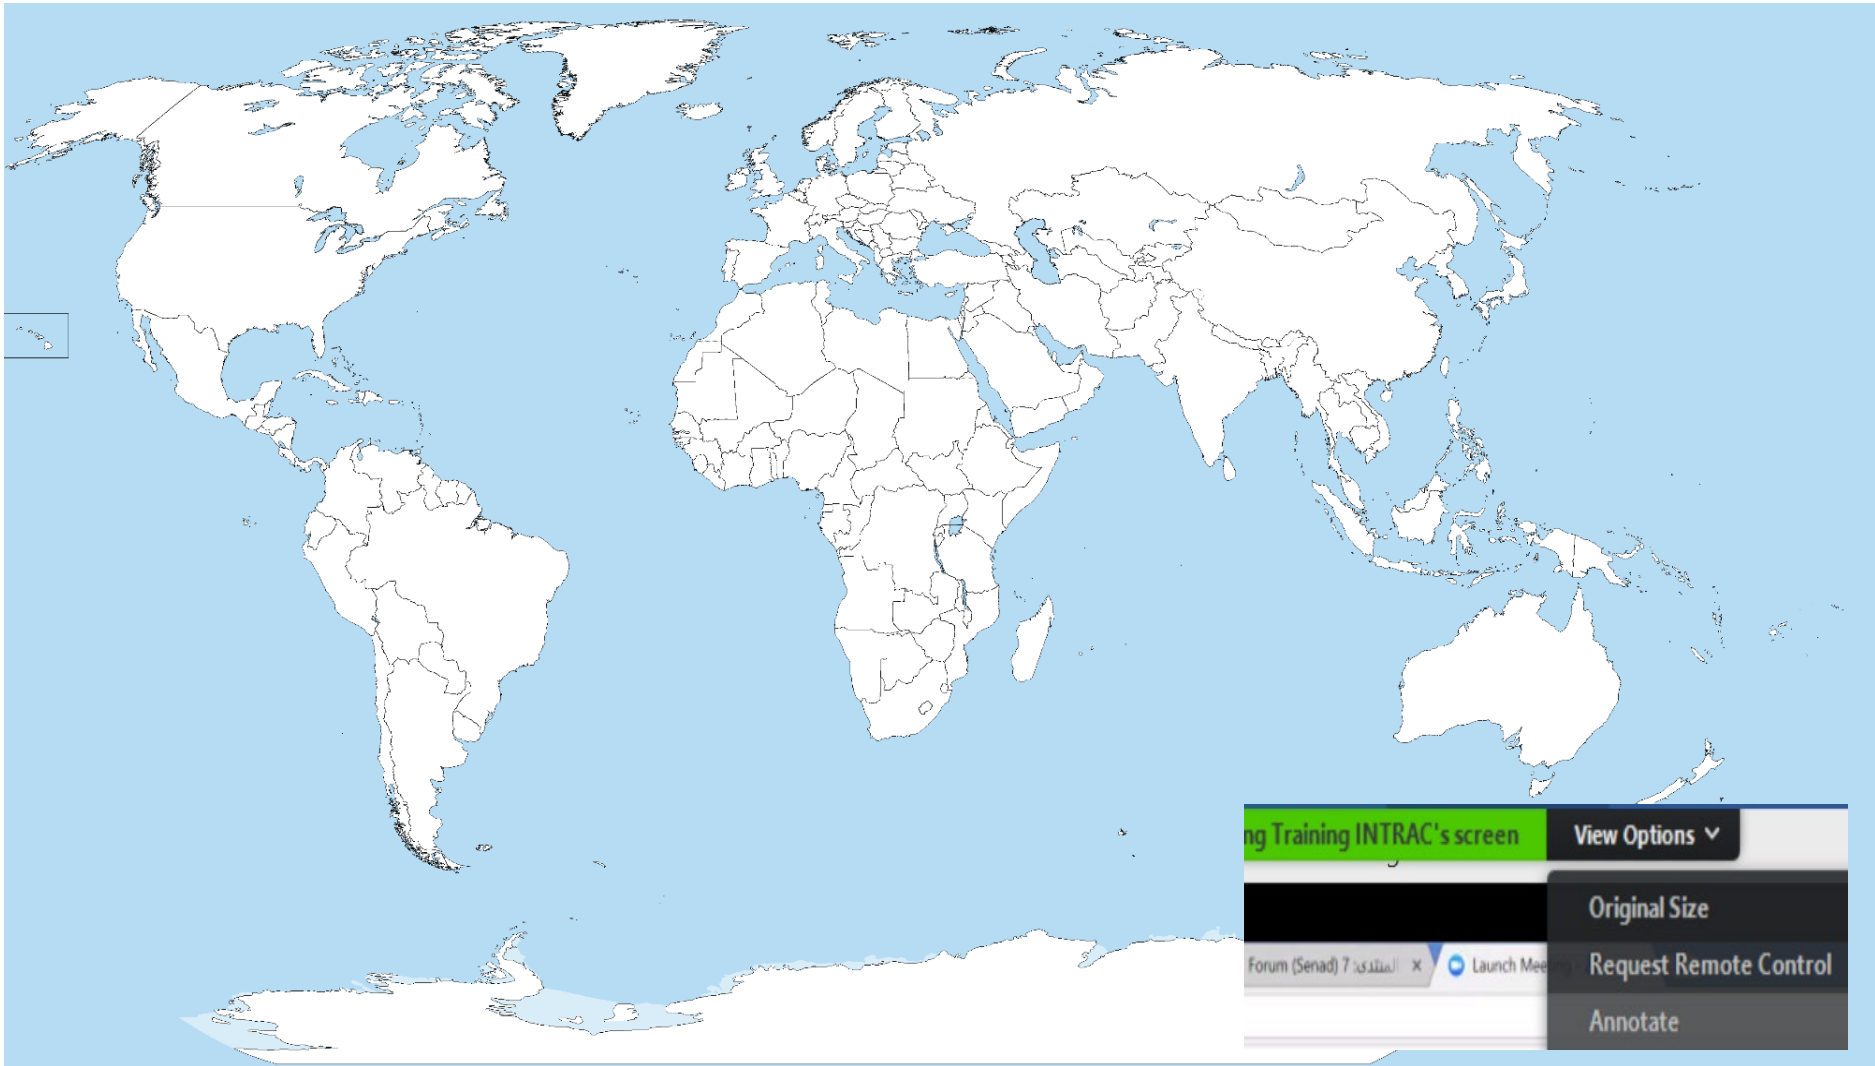 ng Training INTRAC's screen
View Options
Original Size
Forum (Senad) 7 :المنتدى
Launch Mee
Request Remote Control
Annotate